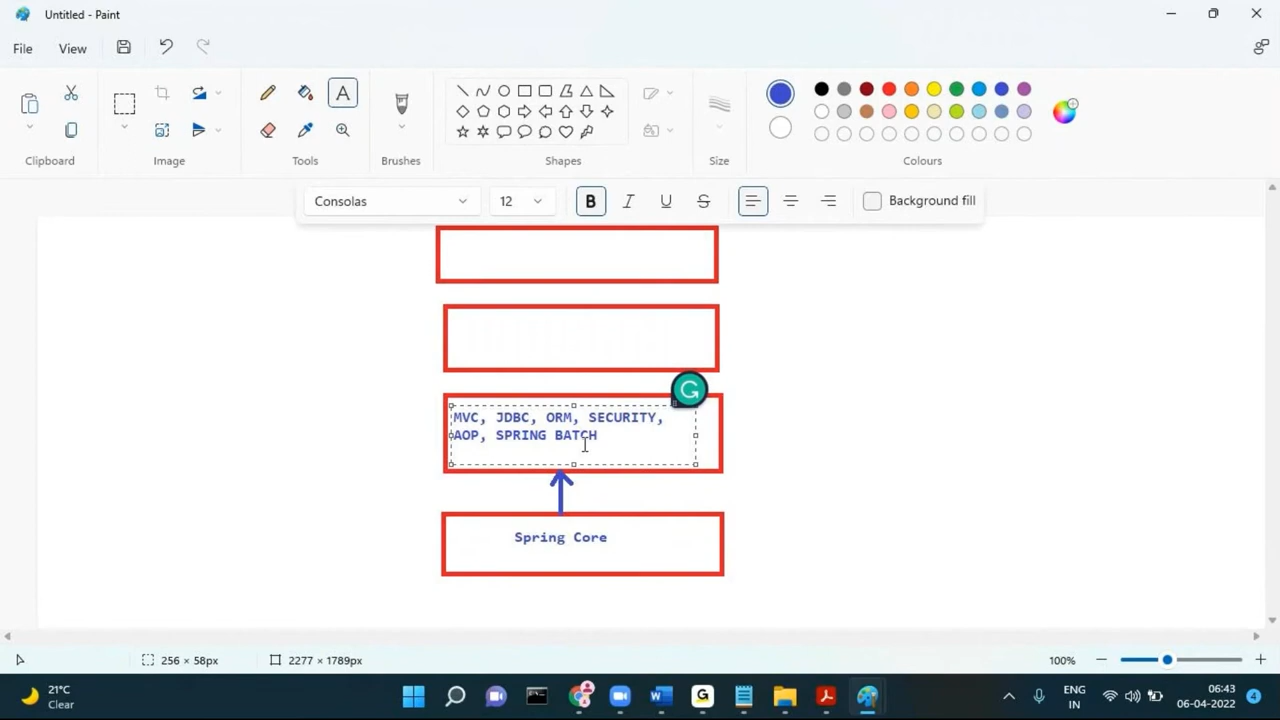 Untitled - Paint
File View
Clipboard Image Tools Brushes Shapes Size Colours
A
Consolas 12 B I U S Background fill
MVC, JDBC, ORM, SECURITY,
AOP, SPRING BATCH
Spring Core
256 × 58px 2277 × 1789px 100%
21°C
Clear
ENG
IN
06:43
06-04-2022
4